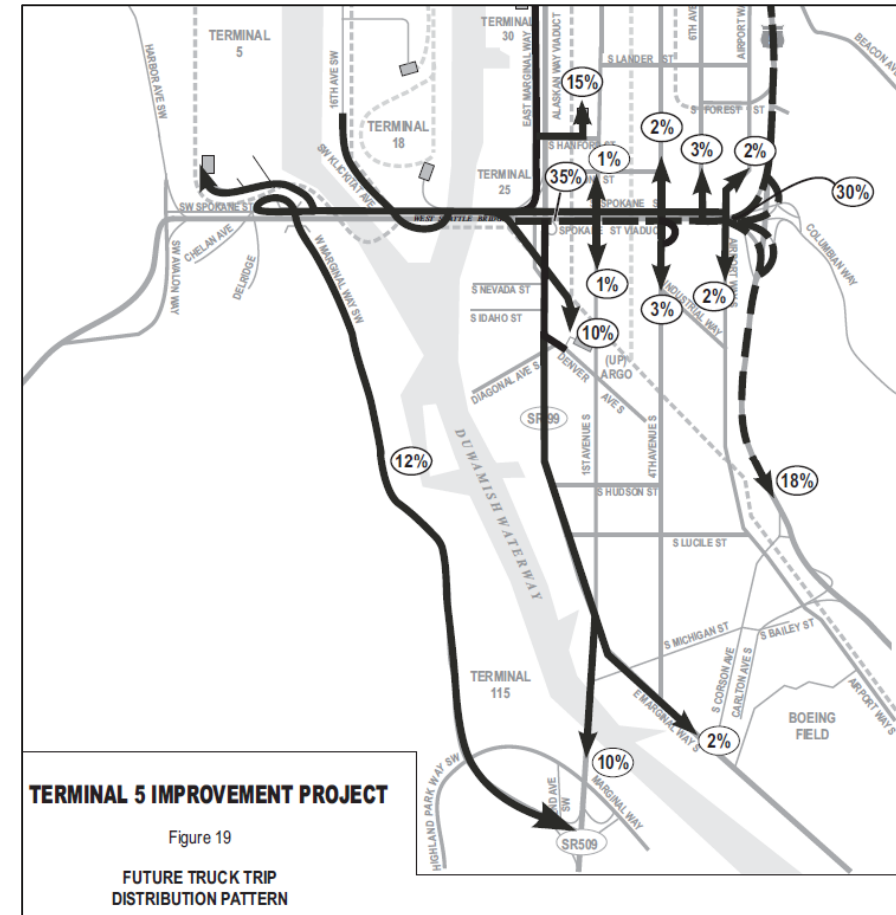 TERMINAL
5
HARBOR AVE SW
16TH AVE SW
TERMINAL
18
SW KLICKITAT AVE
TERMINAL
30
EAST MARGINAL WAY
ALASKAN WAY VIADUCT
6TH AVE
AIRPORT WAY
S LANDER ST
BEACON AVE
15%
S FOREST ST
2%
S HANFORD ST
1%
3%
2%
TERMINAL
25
35%
30%
SW SPOKANE ST
WEST SEATTLE BRIDGE
S SPOKANE S
SPOKANE ST VIADUCT
CHELAN AVE
SW AVALON WAY
DELRIDGE
W MARGINAL WAY SW
COLUMBIAN WAY
AIRPORT WAY S
S NEVADA ST
1%
3%
INDUSTRIAL WAY
2%
S IDAHO ST
10%
(UP)
ARGO
DIAGONAL AVE S
DENVER
AVE S
1ST AVENUE S
4TH AVENUE S
12%
DUWAMISH WATERWAY
18%
S HUDSON ST
S LUCILE ST
S MICHIGAN ST
S BAILEY ST
S CORSON AVE
CARLTON AVE S
AIRPORT WAY S
TERMINAL
115
E MARGINAL WAY S
BOEING
FIELD
2%
10%
HIGHLAND PARK WAY SW
SW
MARGINAL WAY
SR509
TERMINAL 5 IMPROVEMENT PROJECT
Figure 19
FUTURE TRUCK TRIP
DISTRIBUTION PATTERN